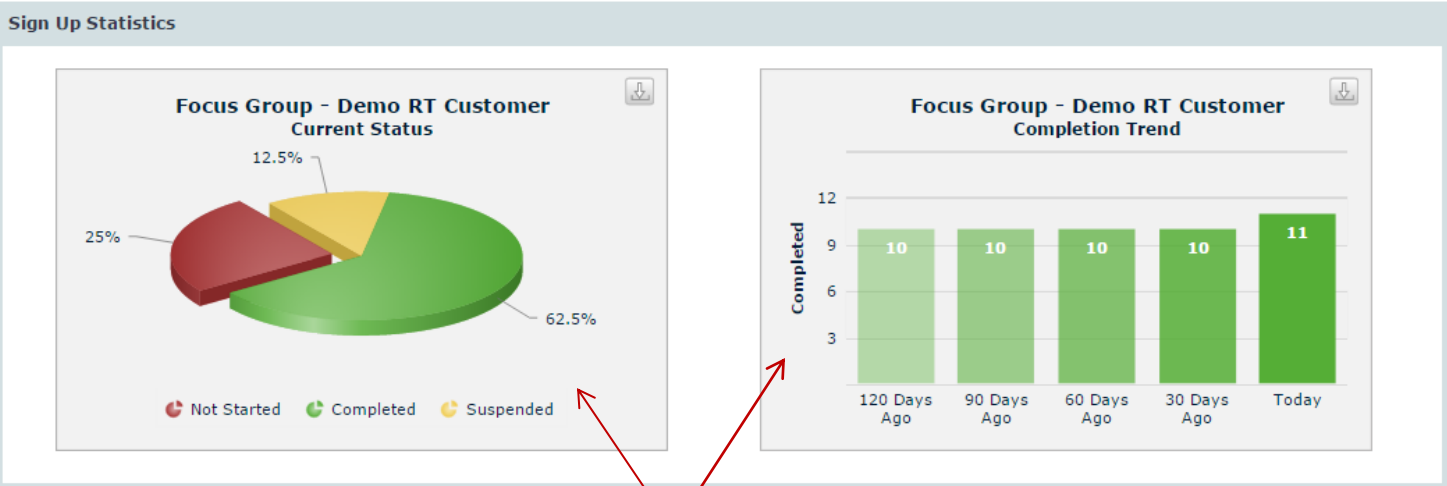 Sign Up Statistics
Focus Group - Demo RT Customer
Current Status
12.5%
25%
62.5%
Not Started Completed Suspended
Focus Group - Demo RT Customer
Completion Trend
Completed
12
9
6
3
10 10 10 10 11
120 Days 90 Days 60 Days 30 Days Today
Ago Ago Ago Ago